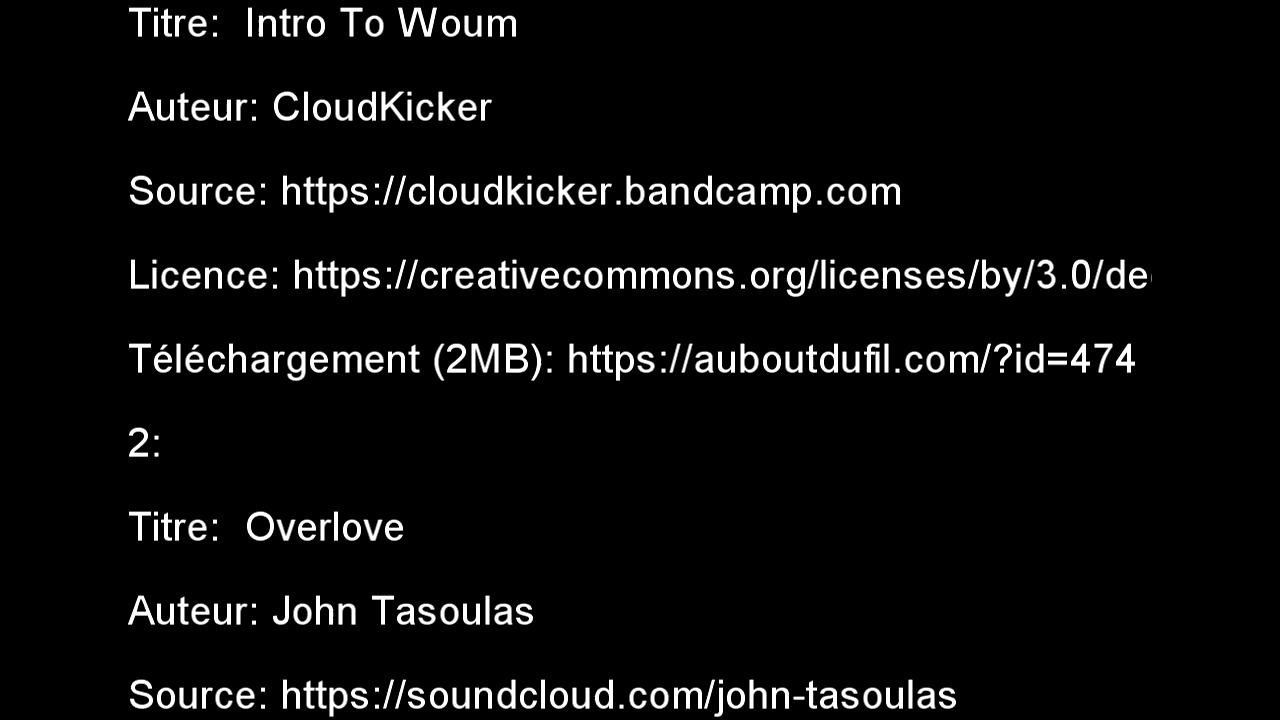 Titre:  Intro To Woum
Auteur: CloudKicker
Source: https://cloudkicker.bandcamp.com
Licence: https://creativecommons.org/licenses/by/3.0/de
Téléchargement (2MB): https://auboutdufil.com/?id=474
2:
Titre:  Overlove
Auteur: John Tasoulas
Source: https://soundcloud.com/john-tasoulas